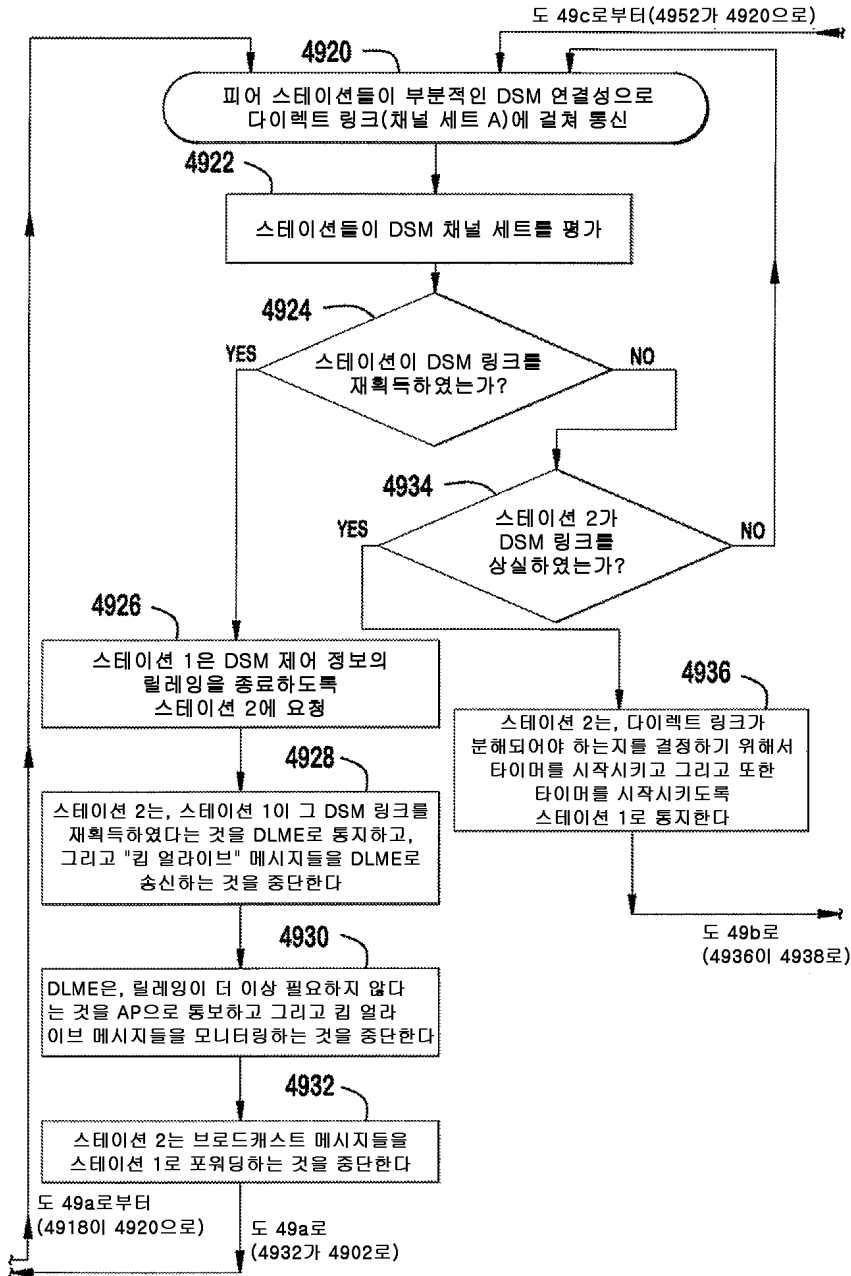 도 49c로부터(4952가 4920으로)
4920
피어 스테이션들이 부분적인 DSM 연결성으로
다이렉트 링크(채널 세트 A)에 걸쳐 통신
4922
스테이션들이 DSM 채널 세트를 평가
4924
YES
스테이션이 DSM 링크를
재획득하였는가?
NO
4934
YES
스테이션 2가
DSM 링크를
상실하였는가?
NO
4926
스테이션 1은 DSM 제어 정보의
릴레잉을 종료하도록
스테이션 2에 요청
4936
스테이션 2는, 다이렉트 링크가
분해되어야 하는지를 결정하기 위해서
타이머를 시작시키고 그리고 또한
타이머를 시작시키도록
스테이션 1로 통지한다
4928
스테이션 2는, 스테이션 1이 그 DSM 링크를
재획득하였다는 것을 DLME로 통지하고,
그리고 "킵 얼라이브" 메시지들을 DLME로
송신하는 것을 중단한다
도 49b로
(4936이 4938로)
4930
DLME은, 릴레잉이 더 이상 필요하지 않다
는 것을 AP으로 통보하고 그리고 킵 얼라
이브 메시지들을 모니터링하는 것을 중단한다
4932
스테이션 2는 브로드캐스트 메시지들을
스테이션 1로 포워딩하는 것을 중단한다
도 49a로부터
(4918이 4920으로)
도 49a로
(4932가 4902로)